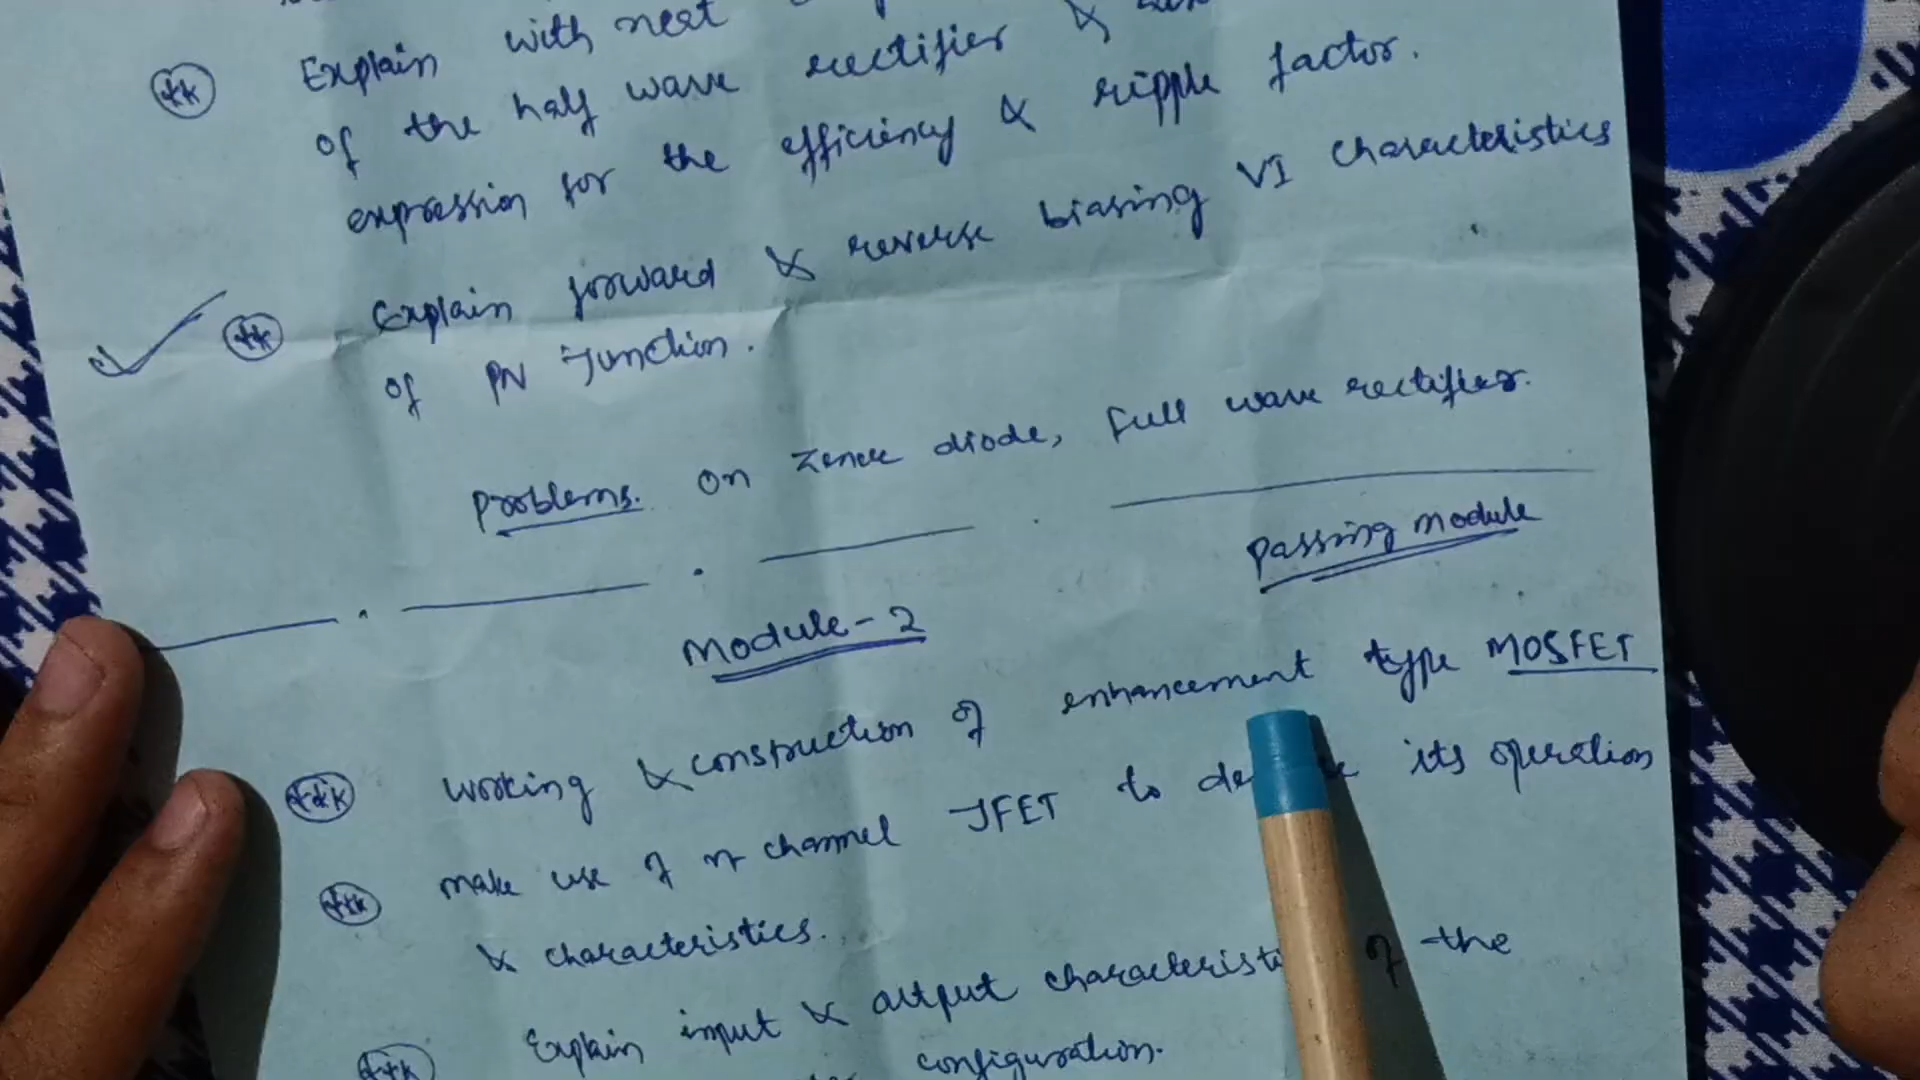 ** Explain with neat
of the half wave rectifier &
expression for the efficiency & ripple factor.
** Explain forward & reverse biasing VI characteristics
of PN Junction.
Problems. on zener diode, Full wave rectifier.
Passing module
Module-2
*** working & construction of enhancement type MOSFET
*** make use of n channel JFET to its operation
& characteristics.
*** Explain input & output of the
configuration.